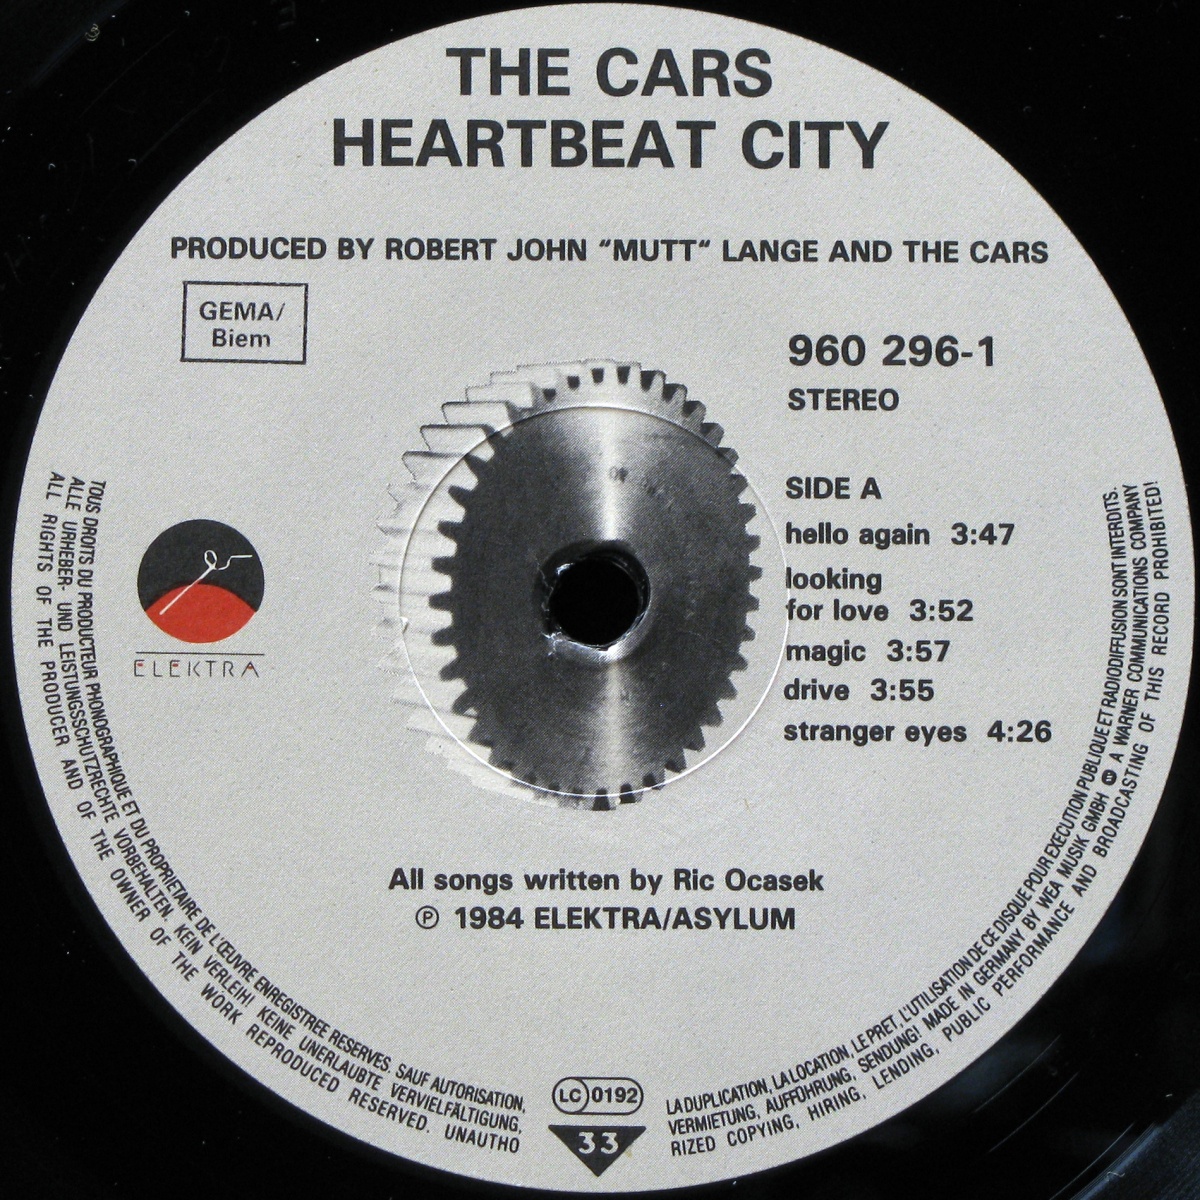 THE CARS
HEARTBEAT CITY
PRODUCED BY ROBERT JOHN "MUTT" LANGE AND THE CARS
GEMA/
Biem
960 296-1
STEREO
SIDE A
hello again 3:47
looking
for love 3:52
magic 3:57
drive 3:55
stranger eyes 4:26
ELEKTRA
All songs written by Ric Ocasek
℗ 1984 ELEKTRA/ASYLUM
TOUS DROITS DU PRODUCTEUR PHONOGRAPHIQUE ET DU PROPRIETAIRE DE L'ŒUVRE ENREGISTREE RESERVES. SAUF AUTORISATION, LA DUPLICATION, LA LOCATION, LE PRET, L'UTILISATION DE CE DISQUE POUR EXECUTION PUBLIQUE ET RADIODIFFUSION SONT INTERDITS.
ALLE URHEBER- UND LEISTUNGSSCHUTZRECHTE VORBEHALTEN. KEIN VERLEIH! KEINE UNERLAUBTE VERVIELFÄLTIGUNG, VERMIETUNG, AUFFÜHRUNG, SENDUNG! MADE IN GERMANY BY WEA MUSIK GMBH A WARNER COMMUNICATIONS COMPANY
ALL RIGHTS OF THE PRODUCER AND OF THE OWNER OF THE WORK REPRODUCED RESERVED. UNAUTHORIZED COPYING, HIRING, LENDING, PUBLIC PERFORMANCE AND BROADCASTING OF THIS RECORD PROHIBITED!
LC 0192
33